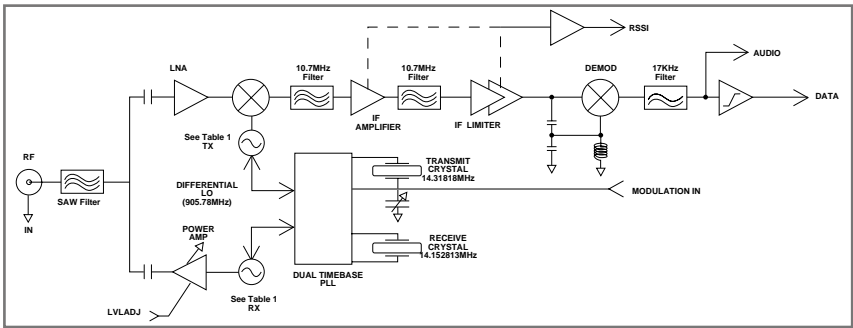 RSSI
LNA
10.7MHz
Filter
10.7MHz
Filter
DEMOD
17KHz
Filter
AUDIO
DATA
IF
AMPLIFIER
IF LIMITER
See Table 1
TX
RF
SAW Filter
IN
DIFFERENTIAL
LO
(905.78MHz)
TRANSMIT
CRYSTAL
14.31818MHz
MODULATION IN
POWER
AMP
RECEIVE
CRYSTAL
14.152813MHz
DUAL TIMEBASE
PLL
See Table 1
RX
LVLADJ